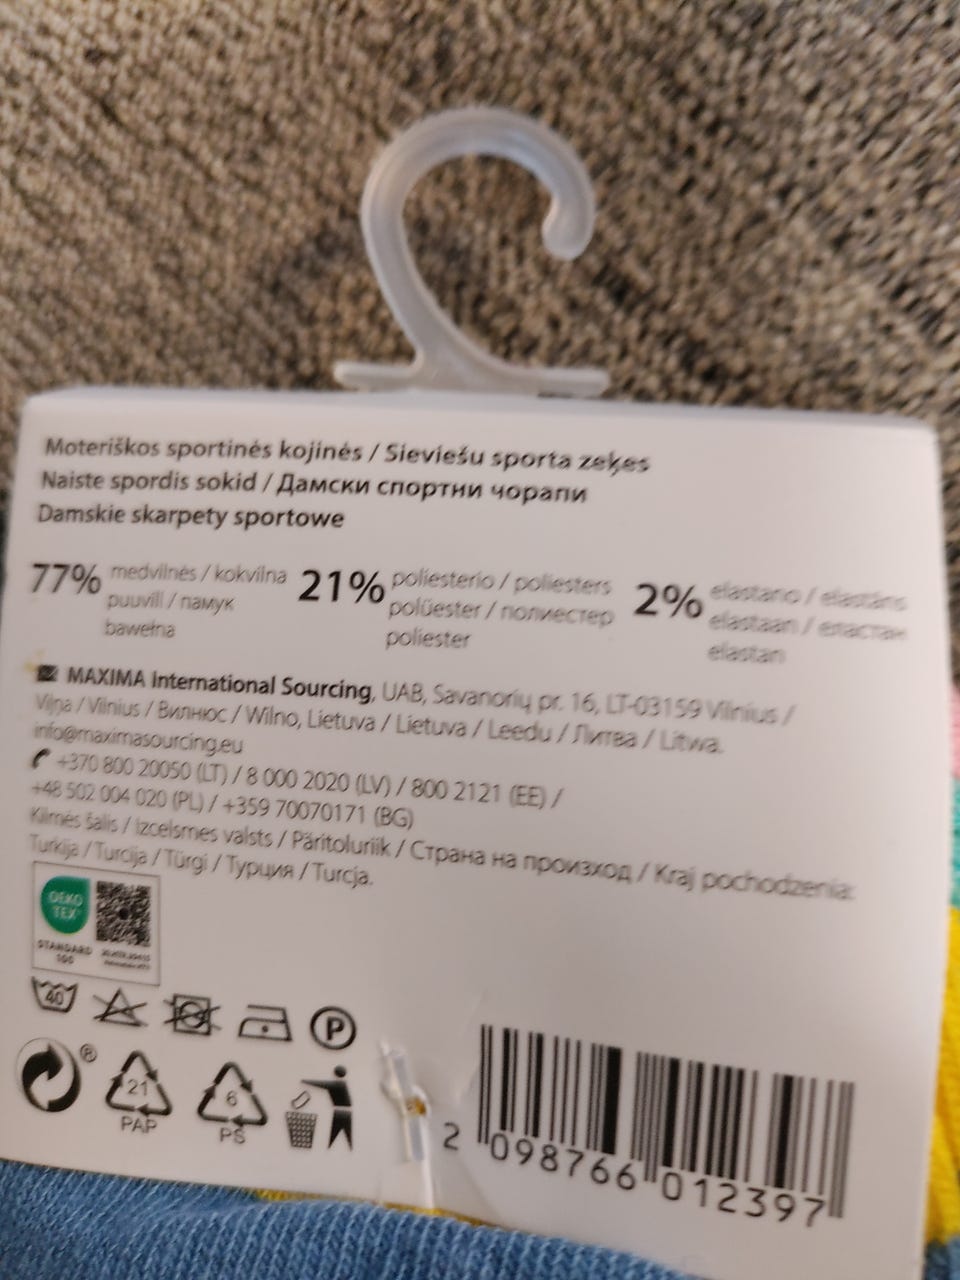 Moteriškos sportinės kojinės / Sieviešu sporta zeķes
Naiste spordis sokid / Дамски спортни чорапи
Damskie skarpety sportowe
77% medvilnės / kokvilna
puuvill / памук
bawełna
21% poliesterio / poliesters
polüester / полиестер
poliester
2% elastano / elastāns
elastaan / еластан
elastan
MAXIMA International Sourcing, UAB, Savanorių pr. 16, LT-03159 Vilnius /
Viļņa / Vilnius / Вилнюс / Wilno, Lietuva / Lietuva / Leedu / Литва / Litwa.
info@maximasourcing.eu
+370 800 20050 (LT) / 8 000 2020 (LV) / 800 2121 (EE) /
+48 502 004 020 (PL) / +359 70070171 (BG)
Kilmės šalis / Izcelsmes valsts / Päritoluriik / Страна на произход / Kraj pochodzenia:
Turkija / Turcija / Türgi / Турция / Turcja.
OEKO
TEX®
STANDARD
100
40
P
®
21
PAP
6
PS
2 098766 012397